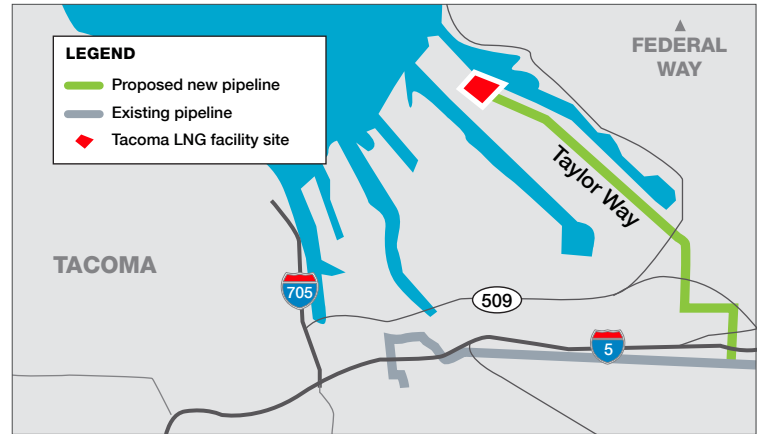 LEGEND
Proposed new pipeline
Existing pipeline
Tacoma LNG facility site
FEDERAL
WAY
Taylor Way
TACOMA
705
509
5